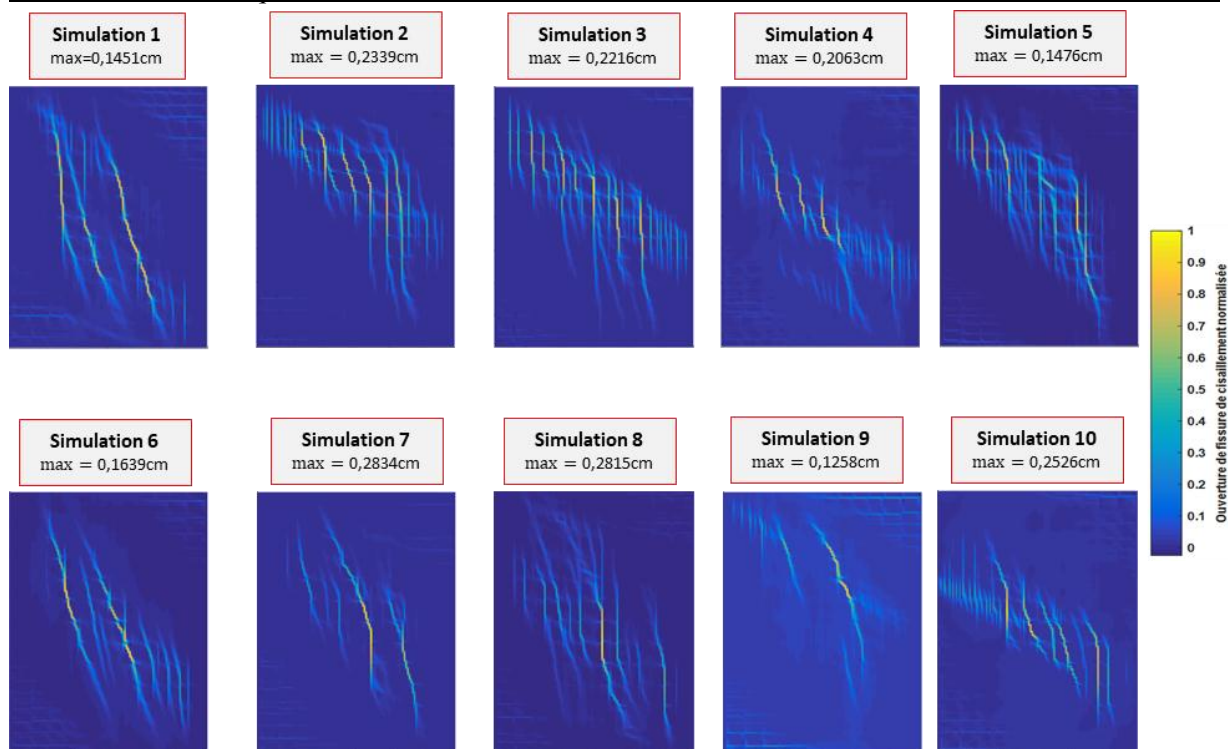 Simulation 1
max=0,1451cm
Simulation 2
max = 0,2339cm
Simulation 3
max = 0,2216cm
Simulation 4
max = 0,2063cm
Simulation 5
max = 0,1476cm
1
0.9
0.8
0.7
0.6
0.5
0.4
0.3
0.2
0.1
0
Ouverture de fissure de cisaillement normalisée
Simulation 6
max = 0,1639cm
Simulation 7
max = 0,2834cm
Simulation 8
max = 0,2815cm
Simulation 9
max = 0,1258cm
Simulation 10
max = 0,2526cm